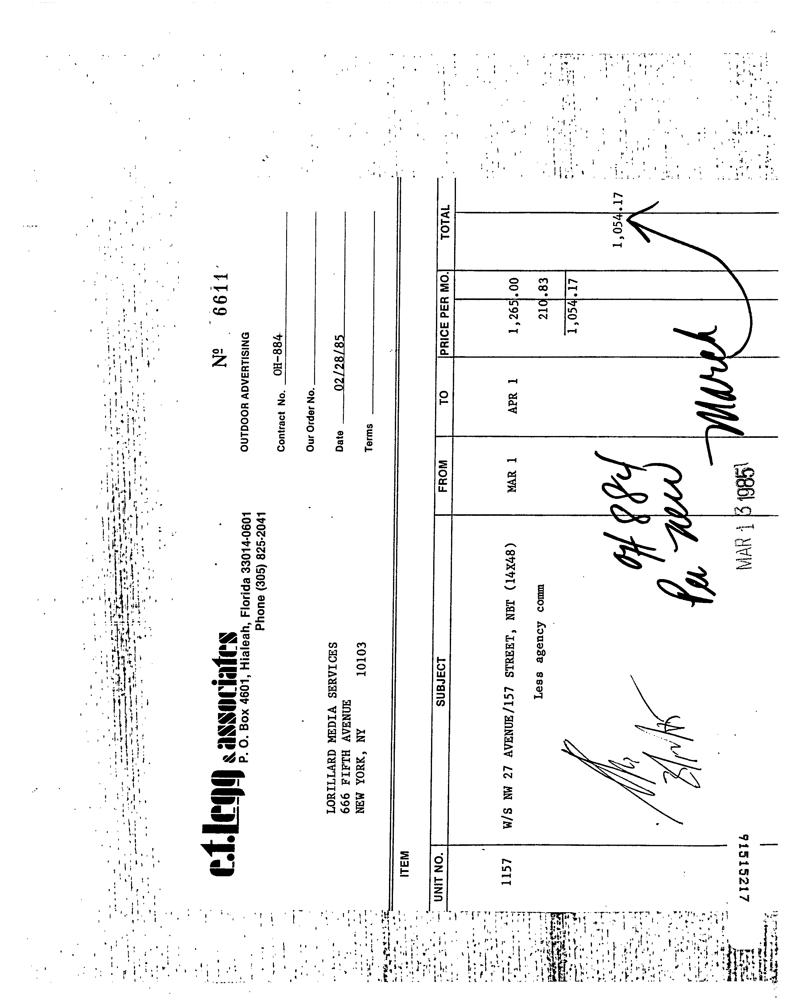 c.t.legg & associates
P. O. Box 4601, Hialeah, Florida 33014-0601
Phone (305) 825-2041
Nº 6611
OUTDOOR ADVERTISING
Contract No. OH-884
Our Order No.
Date 02/28/85
Terms
LORILLARD MEDIA SERVICES
666 FIFTH AVENUE
NEW YORK, NY 10103
ITEM
UNIT NO. SUBJECT FROM TO PRICE PER MO. TOTAL
1157 W/S NW 27 AVENUE/157 STREET, NBT (14X48) MAR 1 APR 1 1,265.00
Less agency comm 210.83
1,054.17
1,054.17
OH 884
Per new
March
MAR 13 1985
91515217